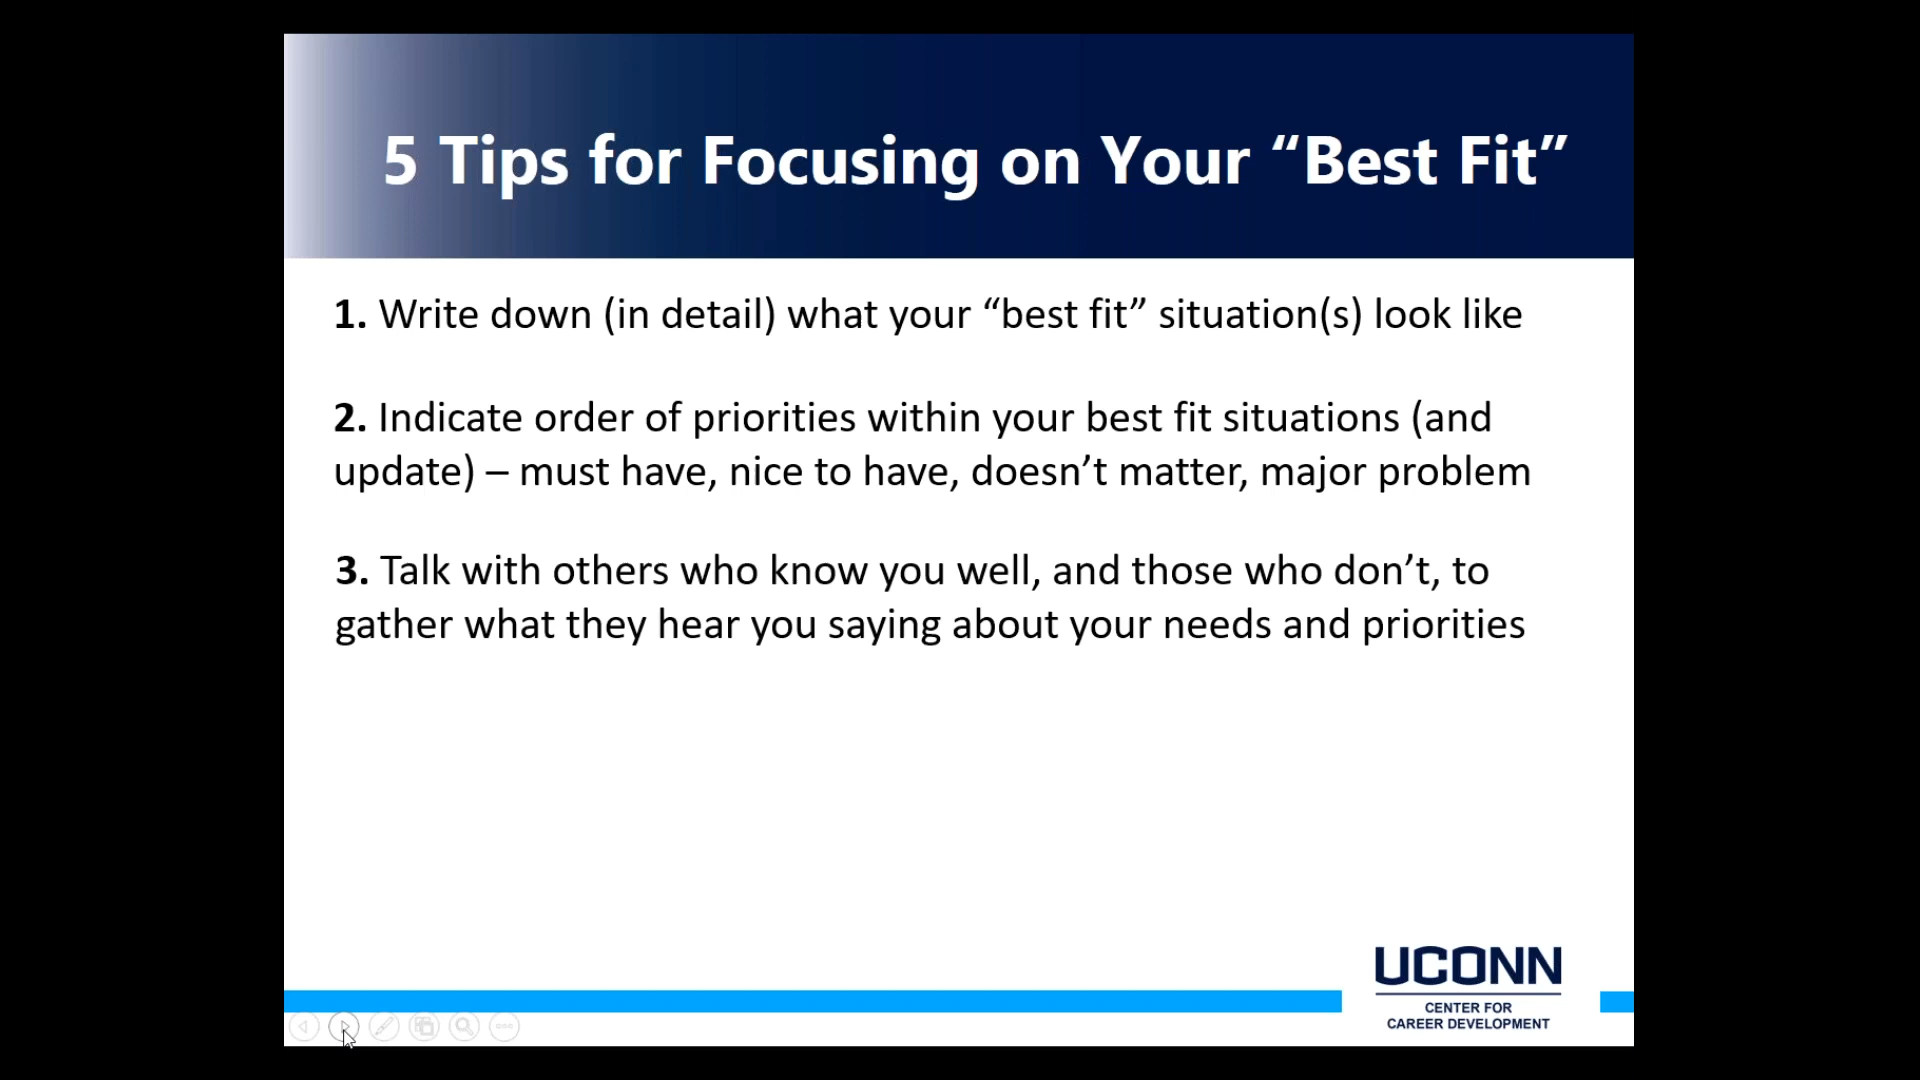 5 Tips for Focusing on Your “Best Fit”
1. Write down (in detail) what your “best fit” situation(s) look like
2. Indicate order of priorities within your best fit situations (and
update) – must have, nice to have, doesn’t matter, major problem
3. Talk with others who know you well, and those who don’t, to
gather what they hear you saying about your needs and priorities
UCONN
CENTER FOR
CAREER DEVELOPMENT